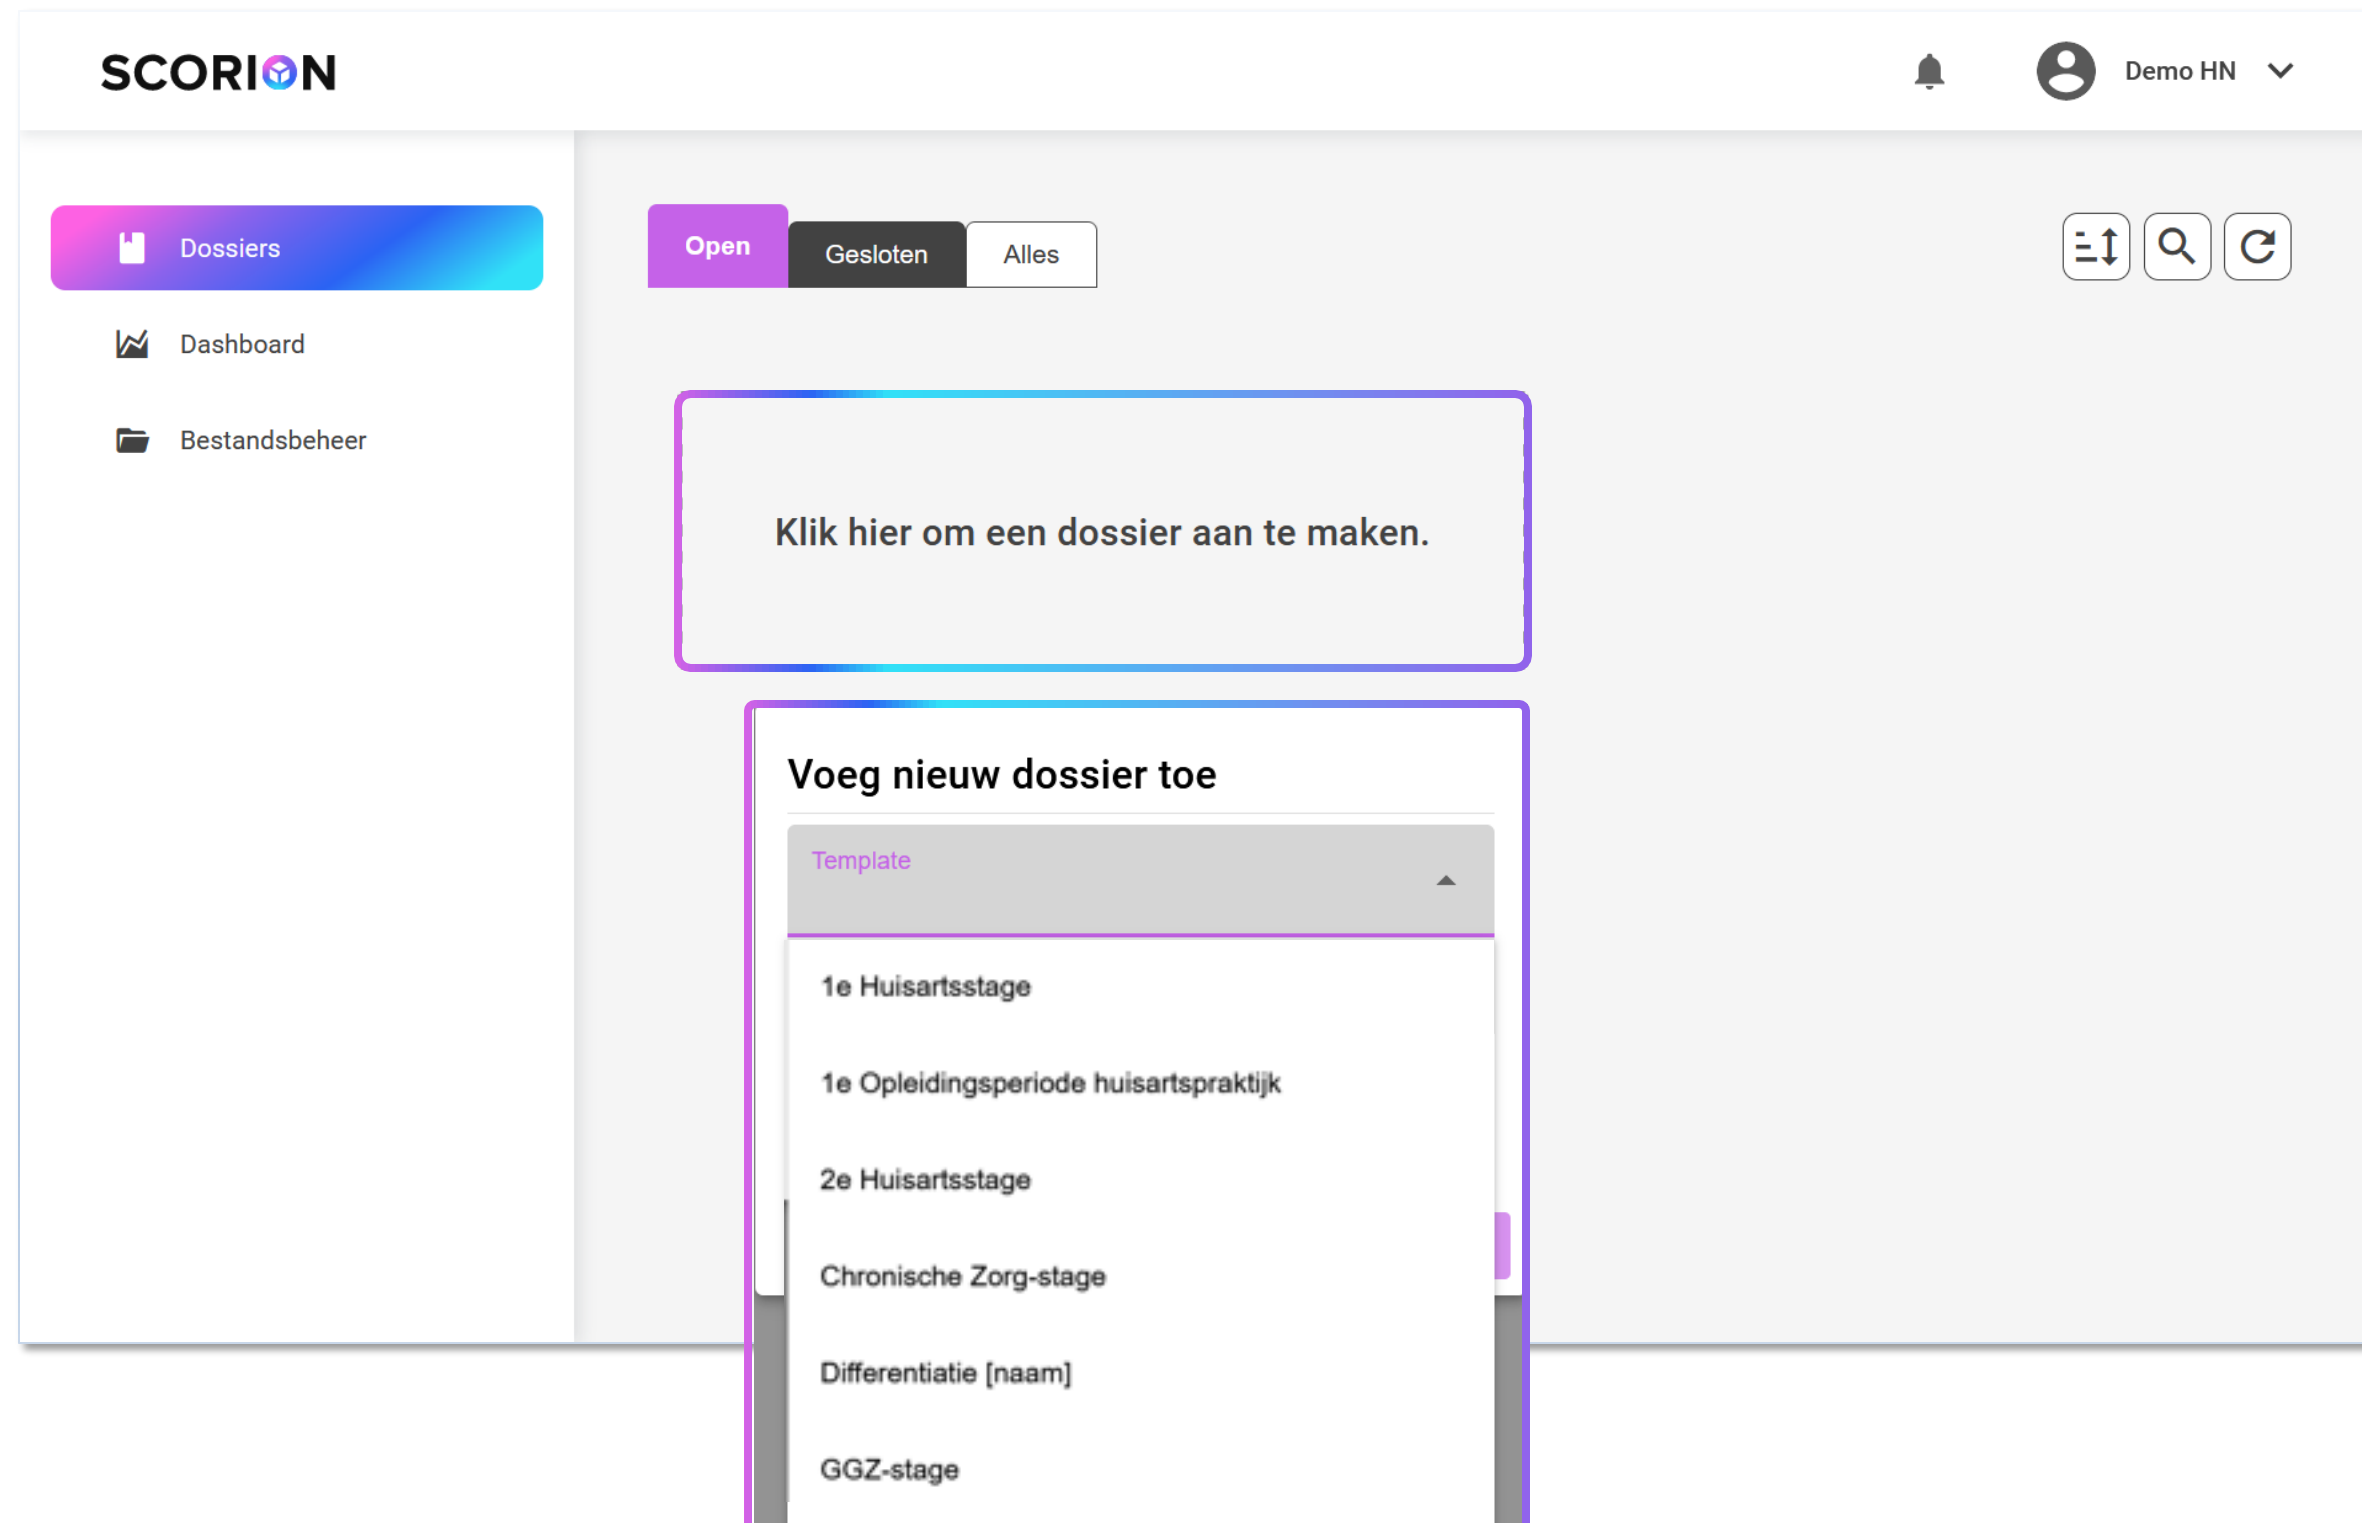 SCORION
Demo HN
Dossiers
Dashboard
Bestandsbeheer
Open
Gesloten
Alles
Klik hier om een dossier aan te maken.
Voeg nieuw dossier toe
Template
1e Huisartsstage
1e Opleidingsperiode huisartspraktijk
2e Huisartsstage
Chronische Zorg-stage
Differentiatie [naam]
GGZ-stage